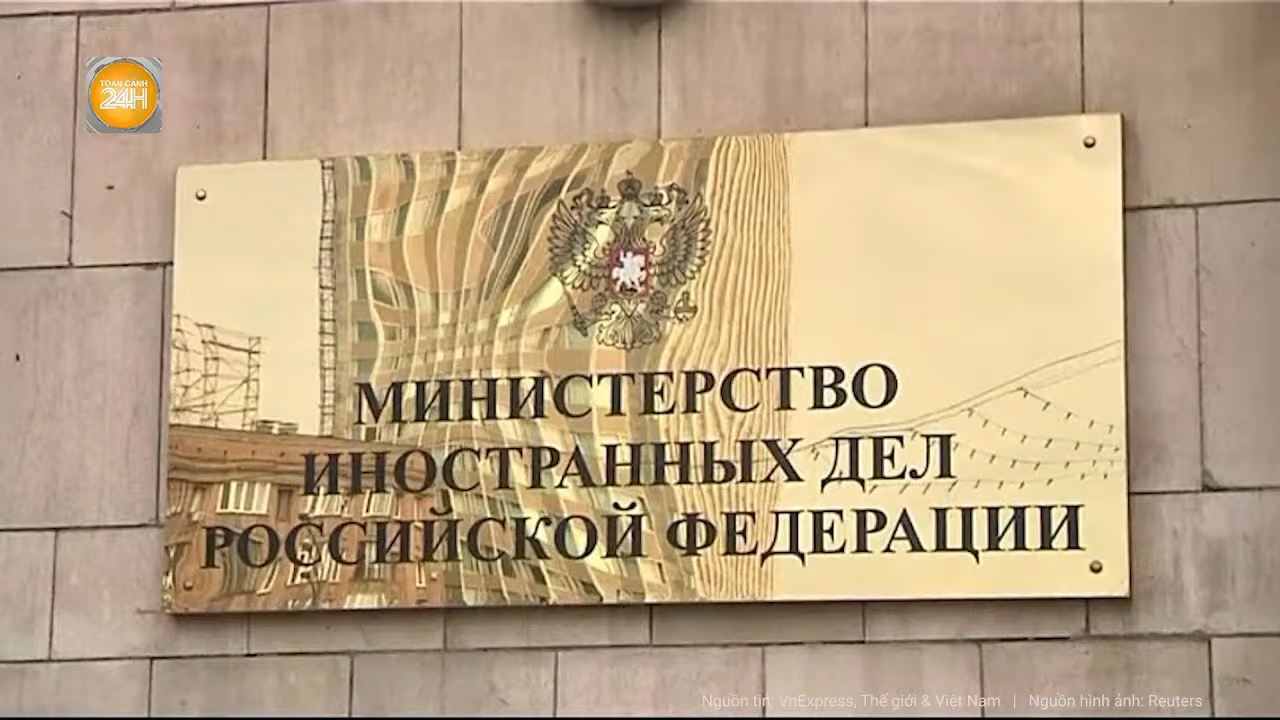 TOÀN CẢNH
24H
МИНИСТЕРСТВО
ИНОСТРАННЫХ ДЕЛ
РОССИЙСКОЙ ФЕДЕРАЦИИ
Nguồn tin: VnExpress, Thế giới & Việt Nam | Nguồn hình ảnh: Reuters